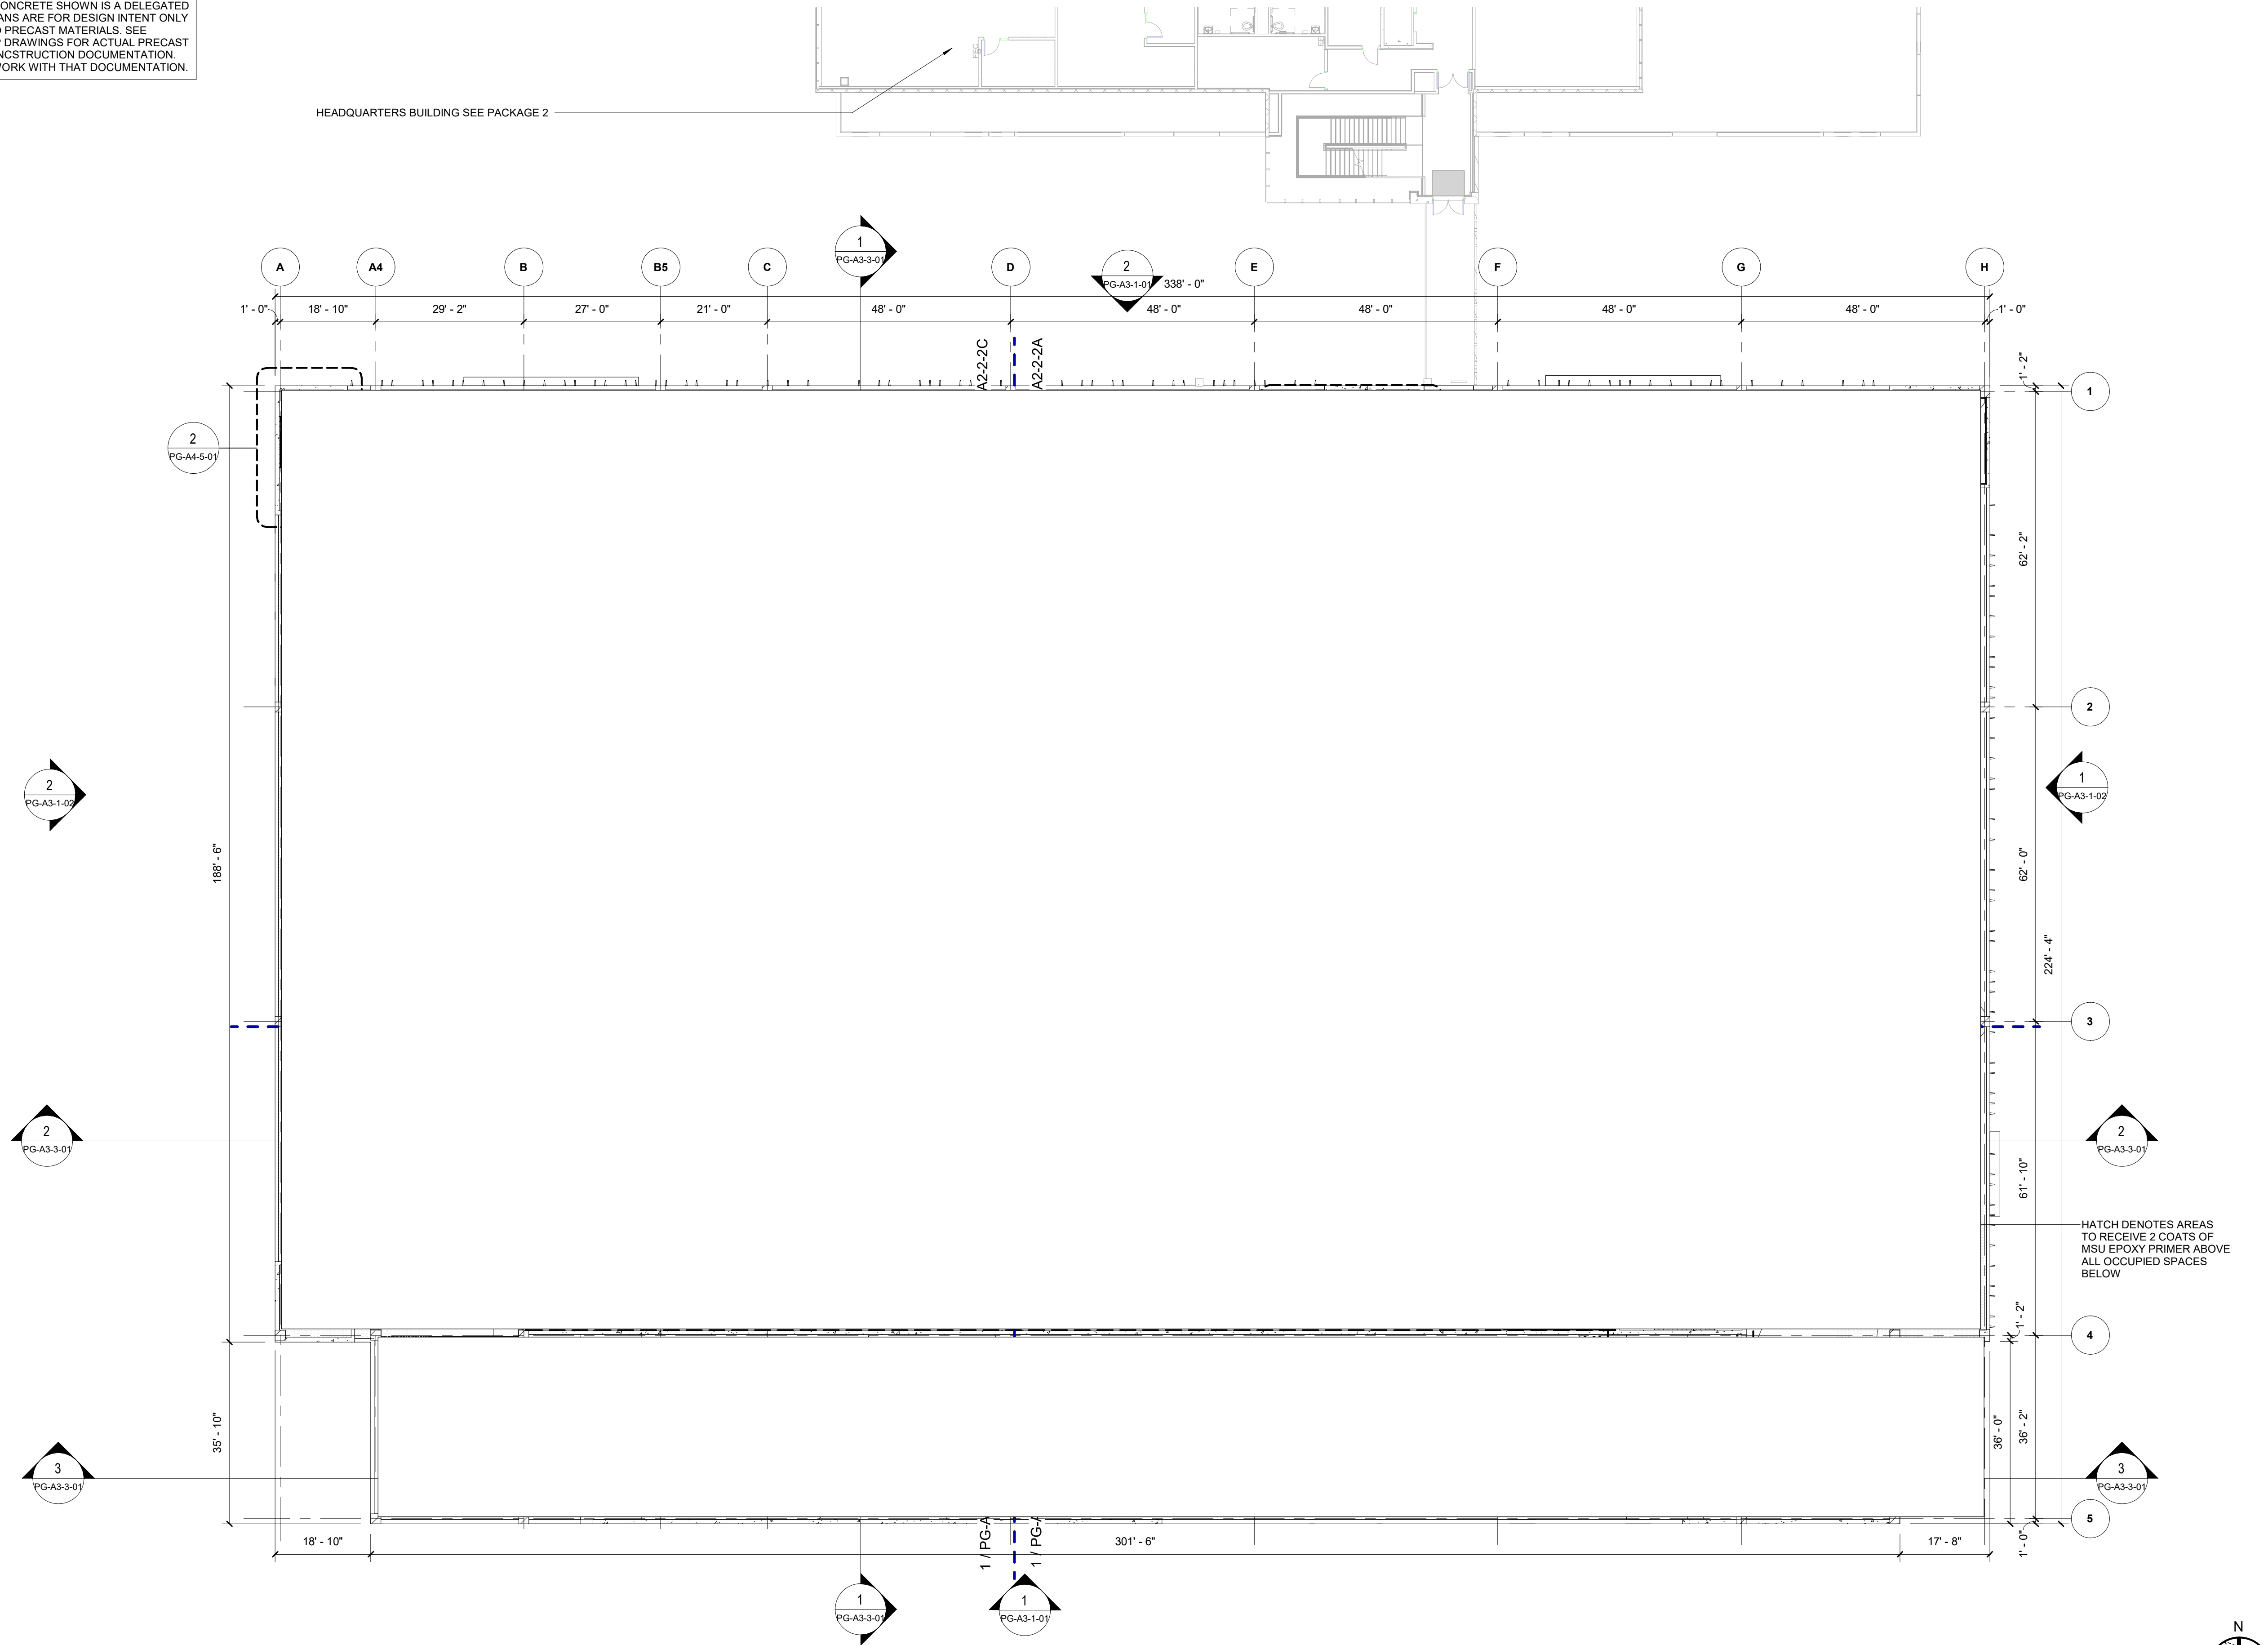 ONCRETE SHOWN IS A DELEGATED
ANS ARE FOR DESIGN INTENT ONLY
PRECAST MATERIALS. SEE
DRAWINGS FOR ACTUAL PRECAST
NCSTRUCTION DOCUMENTATION.
WORK WITH THAT DOCUMENTATION.
FEC
HEADQUARTERS BUILDING SEE PACKAGE 2
1
PG-A3-3-01
A
A4
B
B5
C
D
2
PG-A3-1-01
E
F
G
H
338' - 0"
1' - 0"
18' - 10"
29' - 2"
27' - 0"
21' - 0"
48' - 0"
48' - 0"
48' - 0"
48' - 0"
48' - 0"
1' - 0"
A2-2-2C
A2-2-2A
1' - 2"
1
2
PG-A4-5-01
62' - 2"
2
2
PG-A3-1-02
1
PG-A3-1-02
188' - 6"
62' - 0"
224' - 4"
3
2
PG-A3-3-01
2
PG-A3-3-01
61' - 10"
HATCH DENOTES AREAS
TO RECEIVE 2 COATS OF
MSU EPOXY PRIMER ABOVE
ALL OCCUPIED SPACES
BELOW
1' - 2"
4
35' - 10"
36' - 0"
36' - 2"
3
PG-A3-3-01
3
PG-A3-3-01
1 / PG-A
1 / PG-A
5
1' - 0"
18' - 10"
301' - 6"
17' - 8"
1
PG-A3-3-01
1
PG-A3-1-01
N